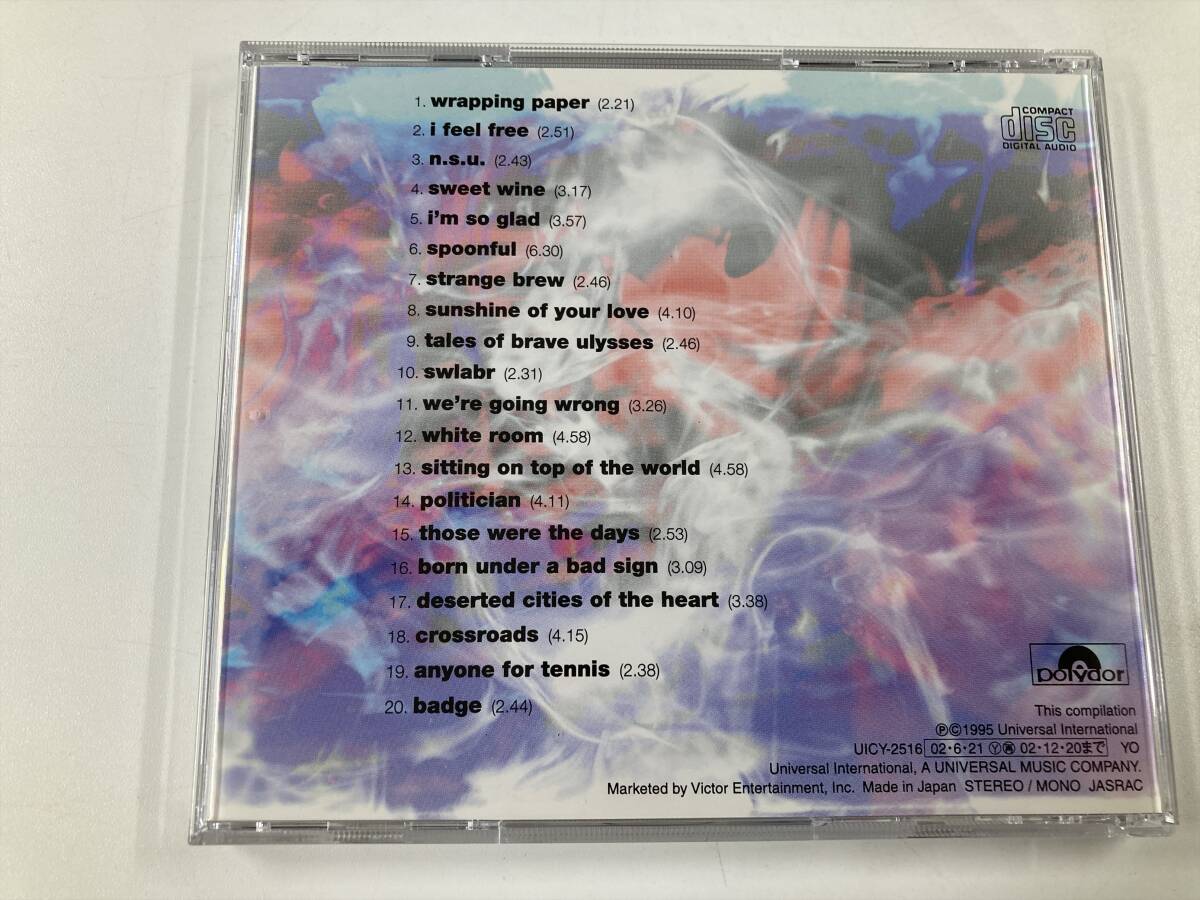 1. wrapping paper (2.21)
2. i feel free (2.51)
3. n.s.u. (2.43)
4. sweet wine (3.17)
5. i'm so glad (3.57)
6. spoonful (6.30)
7. strange brew (2.46)
8. sunshine of your love (4.10)
9. tales of brave ulysses (2.46)
10. swlabr (2.31)
11. we're going wrong (3.26)
12. white room (4.58)
13. sitting on top of the world (4.58)
14. politician (4.11)
15. those were the days (2.53)
16. born under a bad sign (3.09)
17. deserted cities of the heart (3.38)
18. crossroads (4.15)
19. anyone for tennis (2.38)
20. badge (2.44)
COMPACT
disc
DIGITAL AUDIO
polydor
This compilation
℗©1995 Universal International
UICY-2516 02・6・21 Ⓨ 02・12・20まで YO
Universal International, A UNIVERSAL MUSIC COMPANY.
Marketed by Victor Entertainment, Inc. Made in Japan STEREO / MONO JASRAC